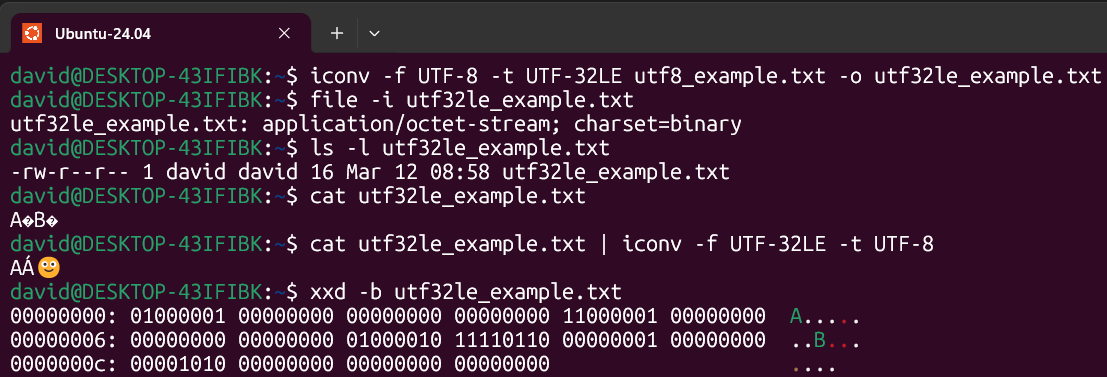 Ubuntu-24.04
david@DESKTOP-43IFIBK:~$ iconv -f UTF-8 -t UTF-32LE utf8_example.txt -o utf32le_example.txt
david@DESKTOP-43IFIBK:~$ file -i utf32le_example.txt
utf32le_example.txt: application/octet-stream; charset=binary
david@DESKTOP-43IFIBK:~$ ls -l utf32le_example.txt
-rw-r--r-- 1 david david 16 Mar 12 08:58 utf32le_example.txt
david@DESKTOP-43IFIBK:~$ cat utf32le_example.txt
A�B�
david@DESKTOP-43IFIBK:~$ cat utf32le_example.txt | iconv -f UTF-32LE -t UTF-8
AÁ🙂
david@DESKTOP-43IFIBK:~$ xxd -b utf32le_example.txt
00000000: 01000001 00000000 00000000 00000000 11000001 00000000  A.....
00000006: 00000000 00000000 01000010 11110110 00000001 00000000  ..B...
0000000c: 00001010 00000000 00000000 00000000                    ....